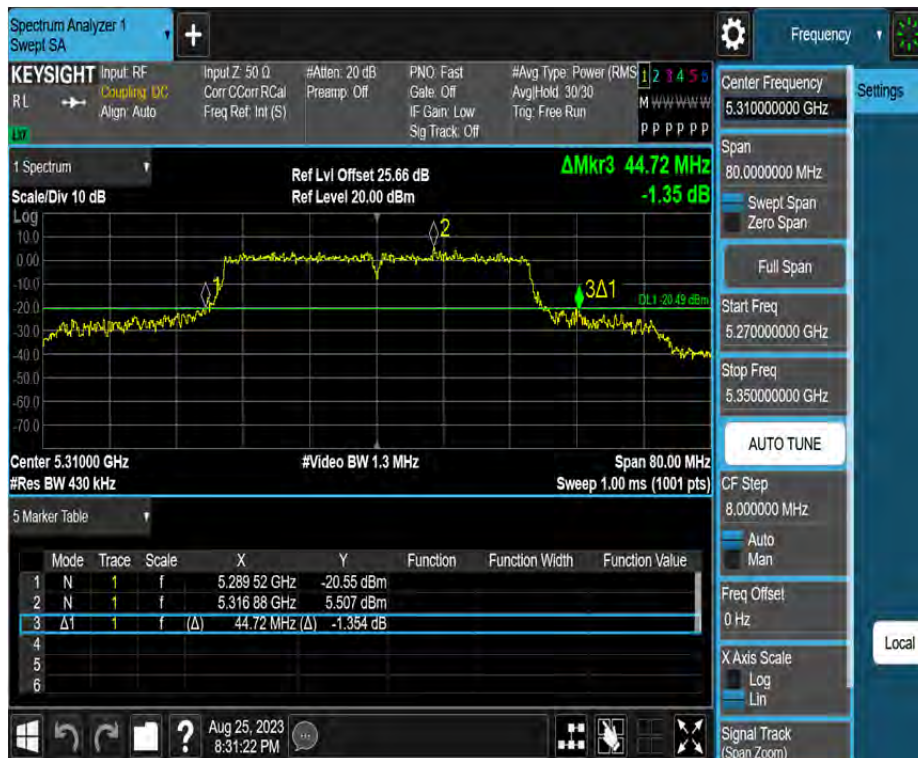 Spectrum Analyzer 1
Swept SA
+
Frequency
KEYSIGHT
RL
LXI
Input: RF
Coupling: DC
Align: Auto
Input Z: 50 Ω
Corr CCorr RCal
Freq Ref: Int (S)
#Atten: 20 dB
Preamp: Off
PNO: Fast
Gate: Off
IF Gain: Low
Sig Track: Off
#Avg Type: Power (RMS
Avg|Hold: 30/30
Trig: Free Run
1 2 3 4 5 6
M W W W W W
P P P P P P
Center Frequency
5.310000000 GHz
Settings
Span
80.0000000 MHz
Swept Span
Zero Span
Full Span
Start Freq
5.270000000 GHz
Stop Freq
5.350000000 GHz
AUTO TUNE
CF Step
8.000000 MHz
Auto
Man
Freq Offset
0 Hz
X Axis Scale
Log
Lin
Signal Track
(Span Zoom)
Local
1 Spectrum
Scale/Div 10 dB
Ref Lvl Offset 25.66 dB
Ref Level 20.00 dBm
ΔMkr3 44.72 MHz
-1.35 dB
Log
10.0
0.00
-10.0
-20.0
-30.0
-40.0
-50.0
-60.0
-70.0
1
2
3Δ1
DL1 -20.49 dBm
Center 5.31000 GHz
#Video BW 1.3 MHz
Span 80.00 MHz
#Res BW 430 kHz
Sweep 1.00 ms (1001 pts)
5 Marker Table
Mode Trace Scale X Y Function Function Width Function Value
1 N 1 f 5.289 52 GHz -20.55 dBm
2 N 1 f 5.316 88 GHz 5.507 dBm
3 Δ1 1 f (Δ) 44.72 MHz (Δ) -1.354 dB
4
5
6
?
Aug 25, 2023
8:31:22 PM